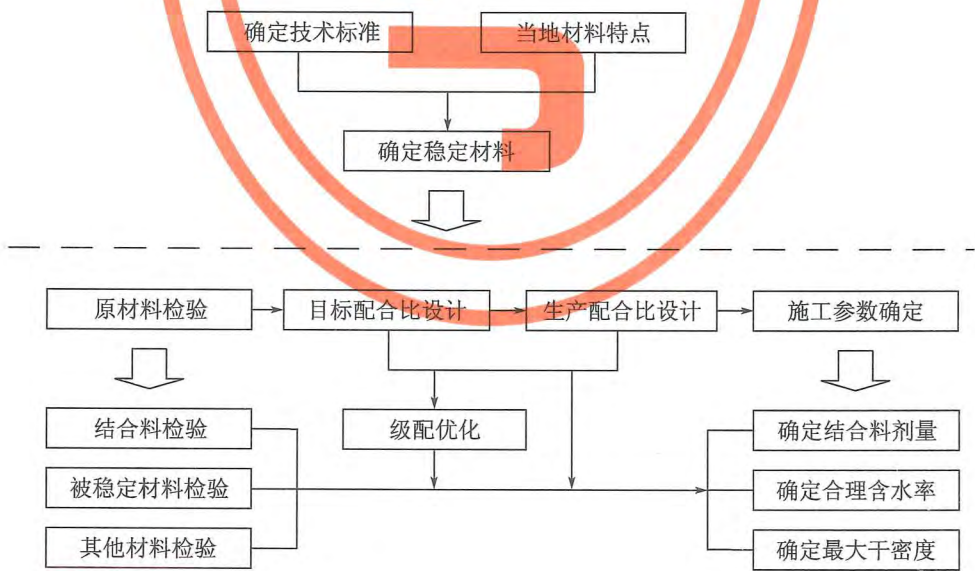 确定技术标准
当地材料特点
确定稳定材料
原材料检验
目标配合比设计
生产配合比设计
施工参数确定
结合料检验
级配优化
确定结合料剂量
被稳定材料检验
确定合理含水率
其他材料检验
确定最大干密度